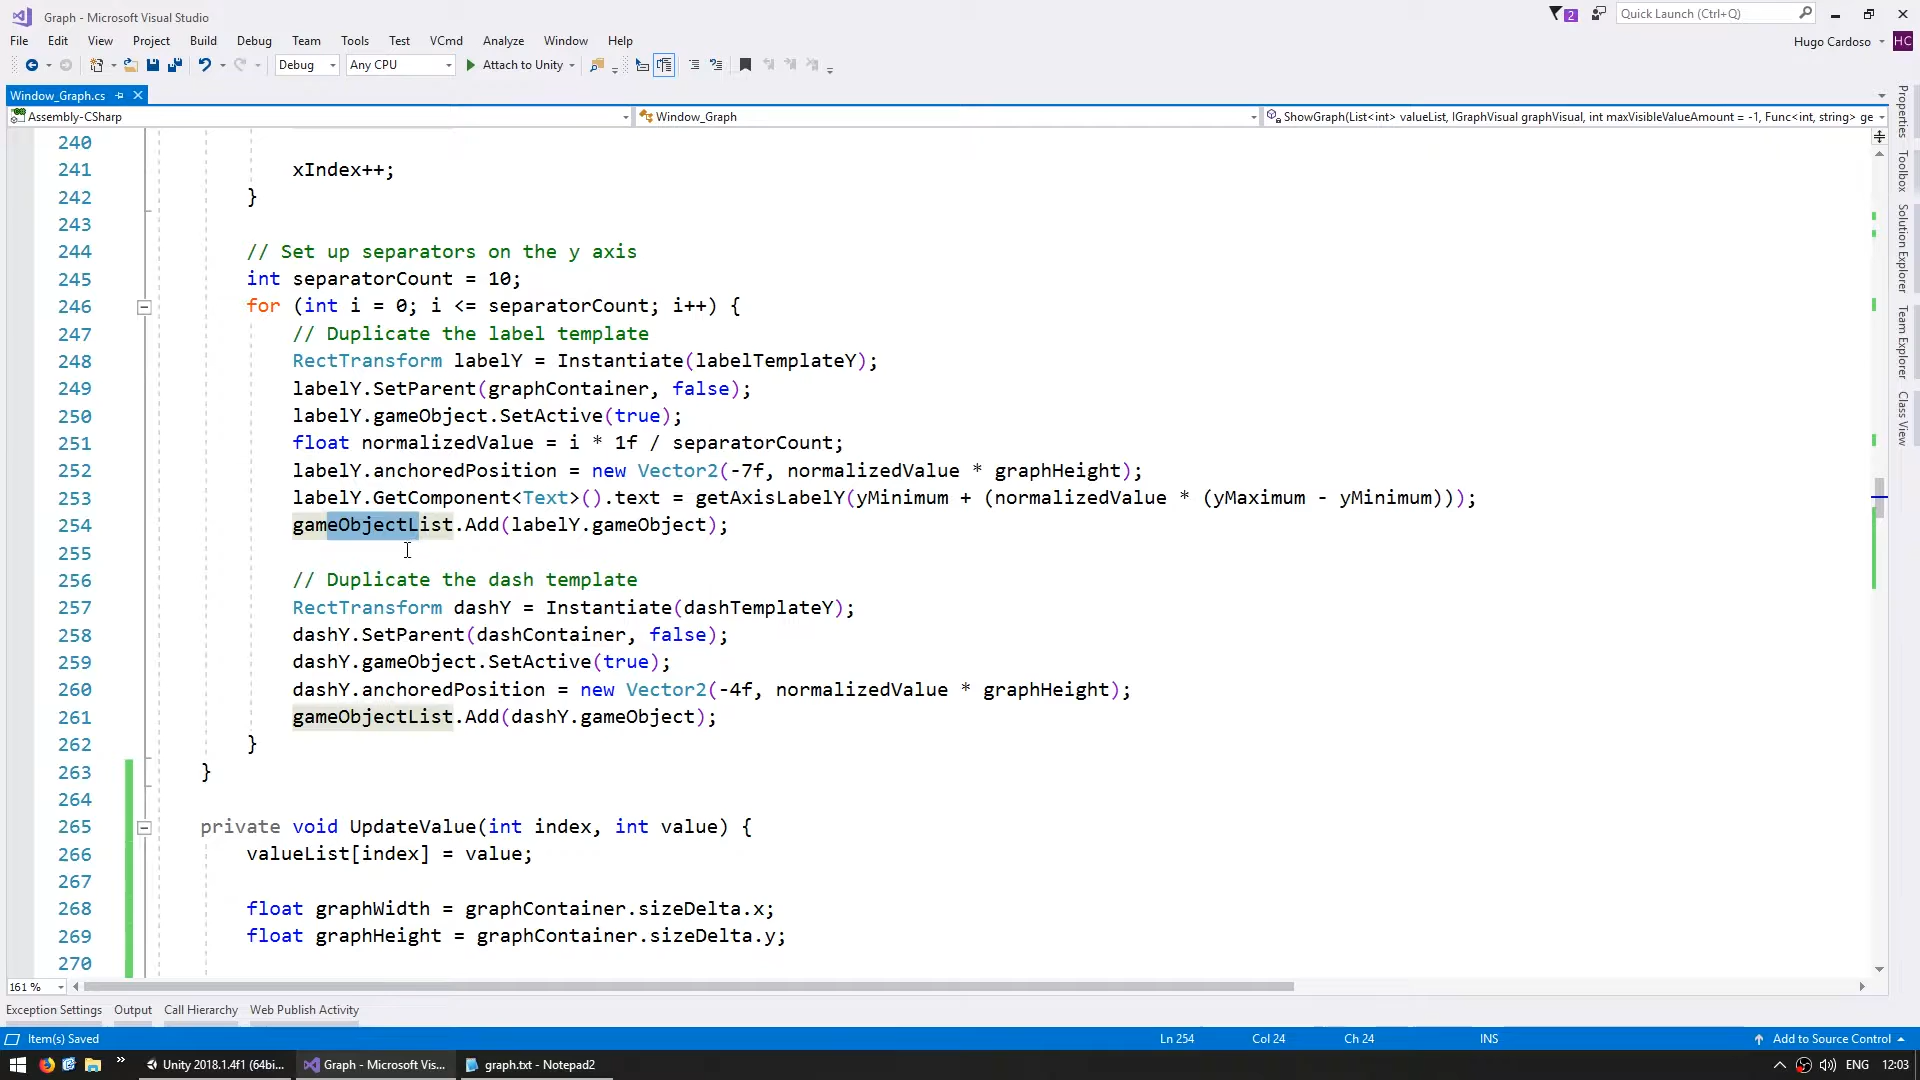 Graph - Microsoft Visual Studio
2
Quick Launch (Ctrl+Q)
File Edit View Project Build Debug Team Tools Test VCmd Analyze Window Help
Hugo Cardoso HC
Debug Any CPU Attach to Unity
Window_Graph.cs
Assembly-CSharp Window_Graph ShowGraph(List<int> valueList, IGraphVisual graphVisual, int maxVisibleValueAmount = -1, Func<int, string> ge
240
241 xIndex++;
242 }
243
244 // Set up separators on the y axis
245 int separatorCount = 10;
246 for (int i = 0; i <= separatorCount; i++) {
247 // Duplicate the label template
248 RectTransform labelY = Instantiate(labelTemplateY);
249 labelY.SetParent(graphContainer, false);
250 labelY.gameObject.SetActive(true);
251 float normalizedValue = i * 1f / separatorCount;
252 labelY.anchoredPosition = new Vector2(-7f, normalizedValue * graphHeight);
253 labelY.GetComponent<Text>().text = getAxisLabelY(yMinimum + (normalizedValue * (yMaximum - yMinimum)));
254 gameObjectList.Add(labelY.gameObject);
255
256 // Duplicate the dash template
257 RectTransform dashY = Instantiate(dashTemplateY);
258 dashY.SetParent(dashContainer, false);
259 dashY.gameObject.SetActive(true);
260 dashY.anchoredPosition = new Vector2(-4f, normalizedValue * graphHeight);
261 gameObjectList.Add(dashY.gameObject);
262 }
263 }
264
265 private void UpdateValue(int index, int value) {
266 valueList[index] = value;
267
268 float graphWidth = graphContainer.sizeDelta.x;
269 float graphHeight = graphContainer.sizeDelta.y;
270
Properties
Toolbox
Solution Explorer
Team Explorer
Class View
161 %
Exception Settings Output Call Hierarchy Web Publish Activity
Item(s) Saved Ln 254 Col 24 Ch 24 INS Add to Source Control
Unity 2018.1.4f1 (64bi... Graph - Microsoft Vis... graph.txt - Notepad2 ENG 12:03